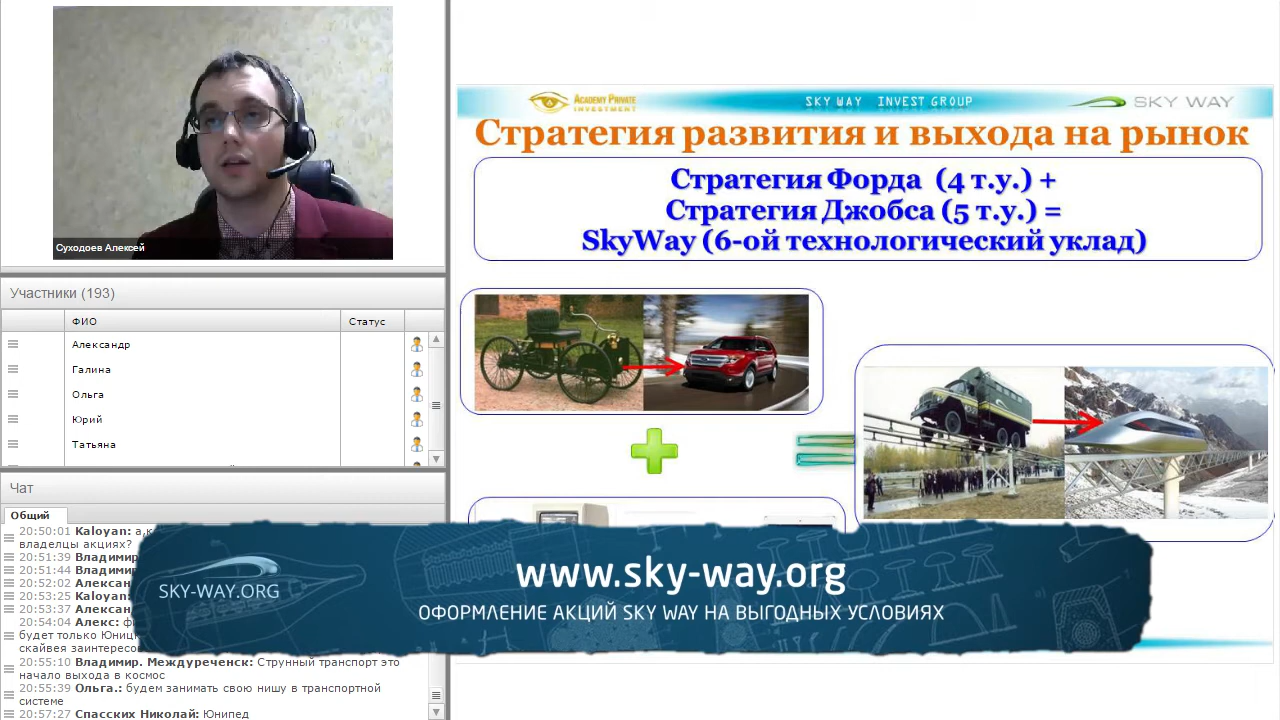 Суходоев Алексей
Участники (193)
ФИО
Статус
Александр
Галина
Ольга
Юрий
Татьяна
Чат
Общий
20:50:01 Kaloyan:
владелцы акциях?
20:51:39 Владимир
20:51:44 Владимир
20:52:02
20:53:25 Kaloyan:
20:53:37
20:54:04 Алекс:
будет только
скайвея
20:55:10 Владимир. Междуреченск: Струнный транспорт это
начало выхода в космос
20:55:39 Ольга.: будем занимать свою нишу в транспортной
системе
20:57:27 Спасских Николай: Юнипед
ACADEMY PRIVATE
INVESTMENT
SKY WAY INVEST GROUP
SKY WAY
Стратегия развития и выхода на рынок
Стратегия Форда (4 т.у.) +
Стратегия Джобса (5 т.у.) =
SkyWay (6-ой технологический уклад)
SKY-WAY.ORG
www.sky-way.org
ОФОРМЛЕНИЕ АКЦИЙ SKY WAY НА ВЫГОДНЫХ УСЛОВИЯХ